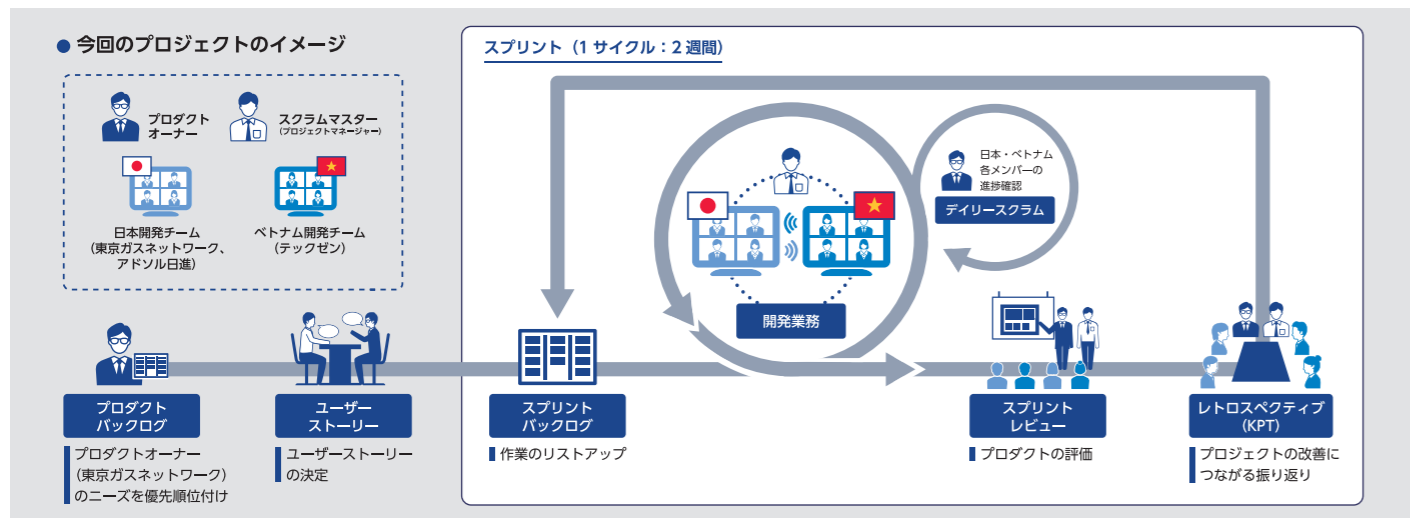 今回のプロジェクトのイメージ
プロダクト
オーナー
スクラムマスター
(プロジェクトマネージャー)
日本開発チーム
(東京ガスネットワーク、
アドソル日進)
ベトナム開発チーム
(テックゼン)
プロダクト
バックログ
プロダクトオーナー
(東京ガスネットワーク)
のニーズを優先順位付け
ユーザー
ストーリー
ユーザーストーリー
の決定
スプリント(1サイクル:2週間)
スプリント
バックログ
作業のリストアップ
開発業務
日本・ベトナム
各メンバーの
進捗確認
デイリースクラム
スプリント
レビュー
プロダクトの評価
レトロスペクティブ
(KPT)
プロジェクトの改善に
つながる振り返り